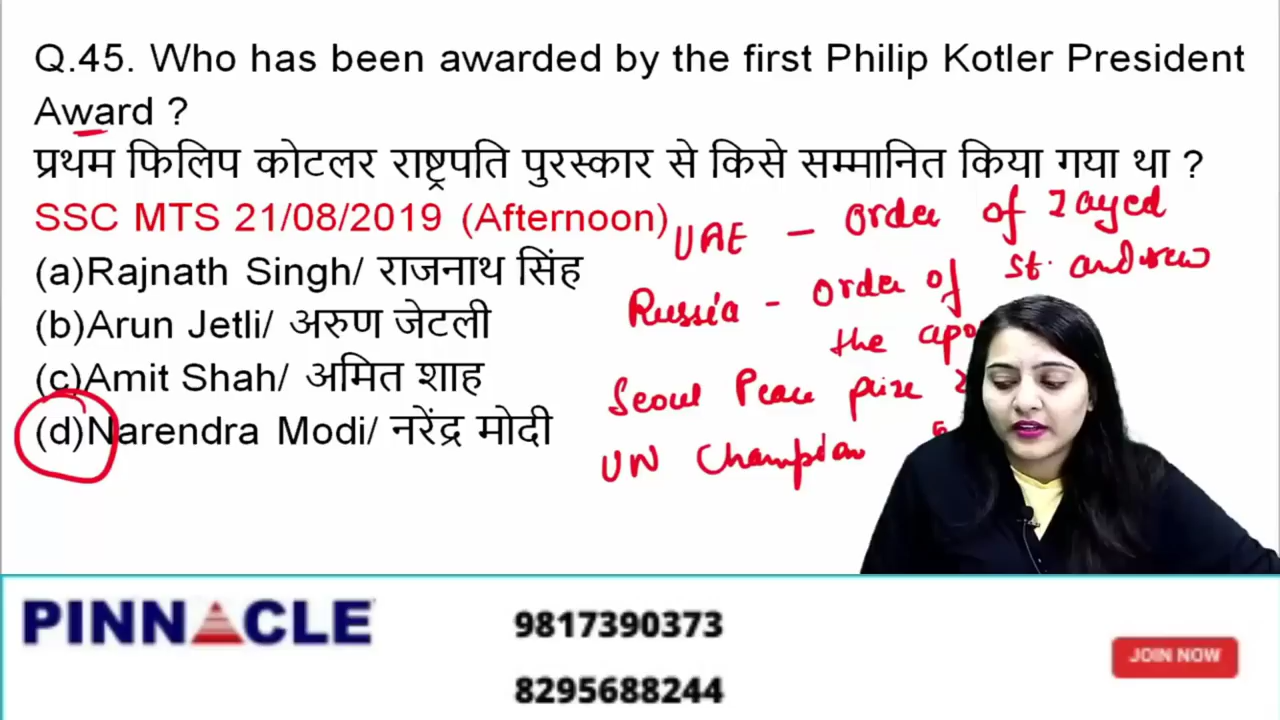 Q.45. Who has been awarded by the first Philip Kotler President
Award ?
प्रथम फिलिप कोटलर राष्ट्रपति पुरस्कार से किसे सम्मानित किया गया था ?
SSC MTS 21/08/2019 (Afternoon)
(a)Rajnath Singh/ राजनाथ सिंह
(b)Arun Jetli/ अरुण जेटली
(c)Amit Shah/ अमित शाह
(d)Narendra Modi/ नरेंद्र मोदी
UAE - Order of Zayed
Russia - Order of St. andrew
the apo
Seoul Peace prize 2
UN Champion
PINNACLE
9817390373
8295688244
JOIN NOW